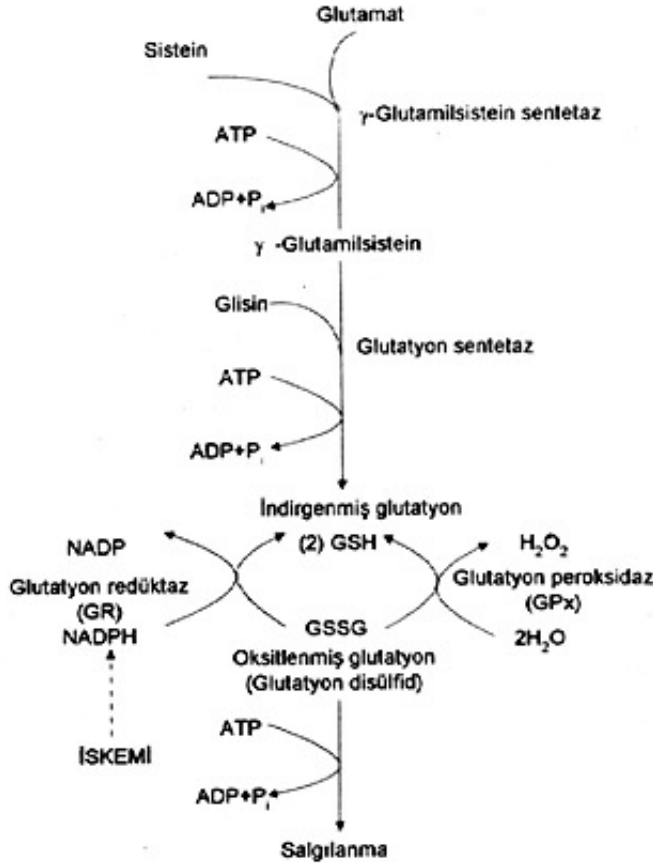 Glutamat
Sistein
γ-Glutamilsistein sentetaz
ATP
ADP+Pi
γ -Glutamilsistein
Glisin
Glutatyon sentetaz
ATP
ADP+Pi
İndirgenmiş glutatyon
NADP
(2) GSH
H₂O₂
Glutatyon redüktaz
(GR)
Glutatyon peroksidaz
(GPx)
NADPH
GSSG
2H₂O
Oksitlenmiş glutatyon
(Glutatyon disülfid)
ATP
İSKEMİ
ADP+Pi
Salgılanma